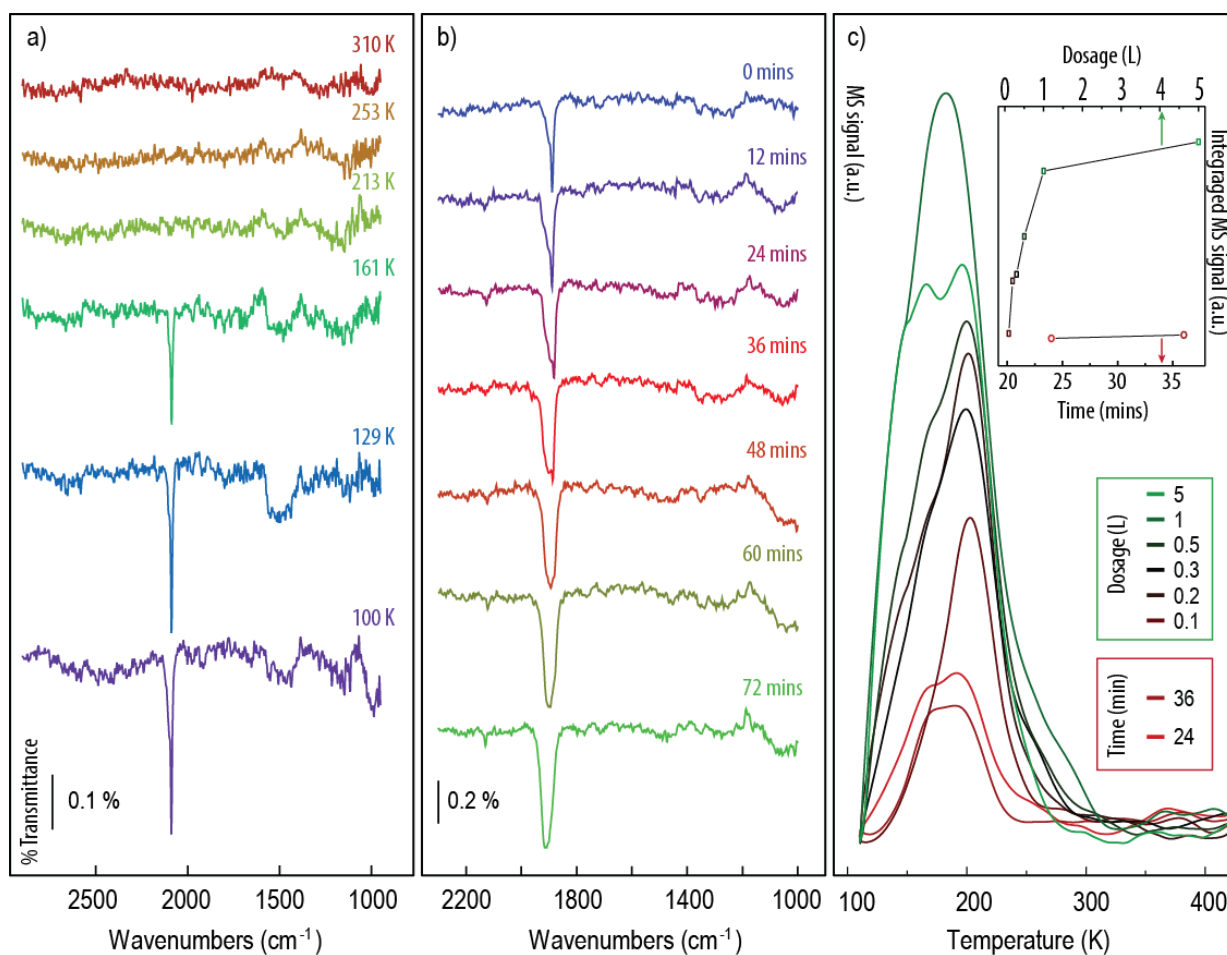 a)
310 K
253 K
213 K
161 K
129 K
100 K
% Transmittance
0.1 %
2500 2000 1500 1000
Wavenumbers (cm⁻¹)
b)
0 mins
12 mins
24 mins
36 mins
48 mins
60 mins
72 mins
0.2 %
2200 1800 1400 1000
Wavenumbers (cm⁻¹)
c)
MS signal (a.u.)
Dosage (L)
0 1 2 3 4 5
Integraged MS signal (a.u.)
20 25 30 35
Time (mins)
Dosage (L)
5
1
0.5
0.3
0.2
0.1
Time (min)
36
24
100 200 300 400
Temperature (K)